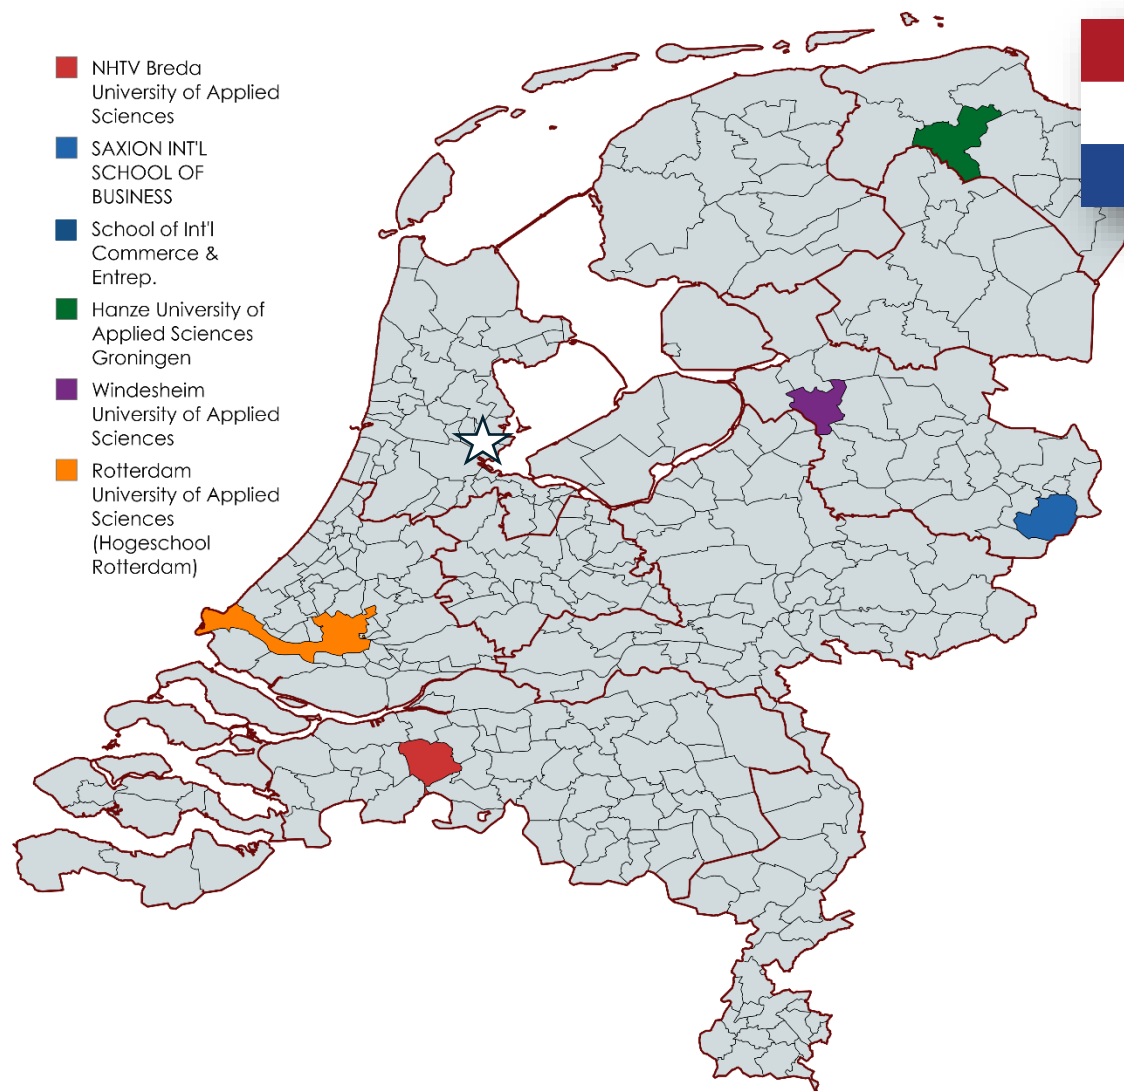 NHTV Breda
University of Applied
Sciences
SAXION INT'L
SCHOOL OF
BUSINESS
School of Int'l
Commerce &
Entrep.
Hanze University of
Applied Sciences
Groningen
Windesheim
University of Applied
Sciences
Rotterdam
University of Applied
Sciences
(Hogeschool
Rotterdam)